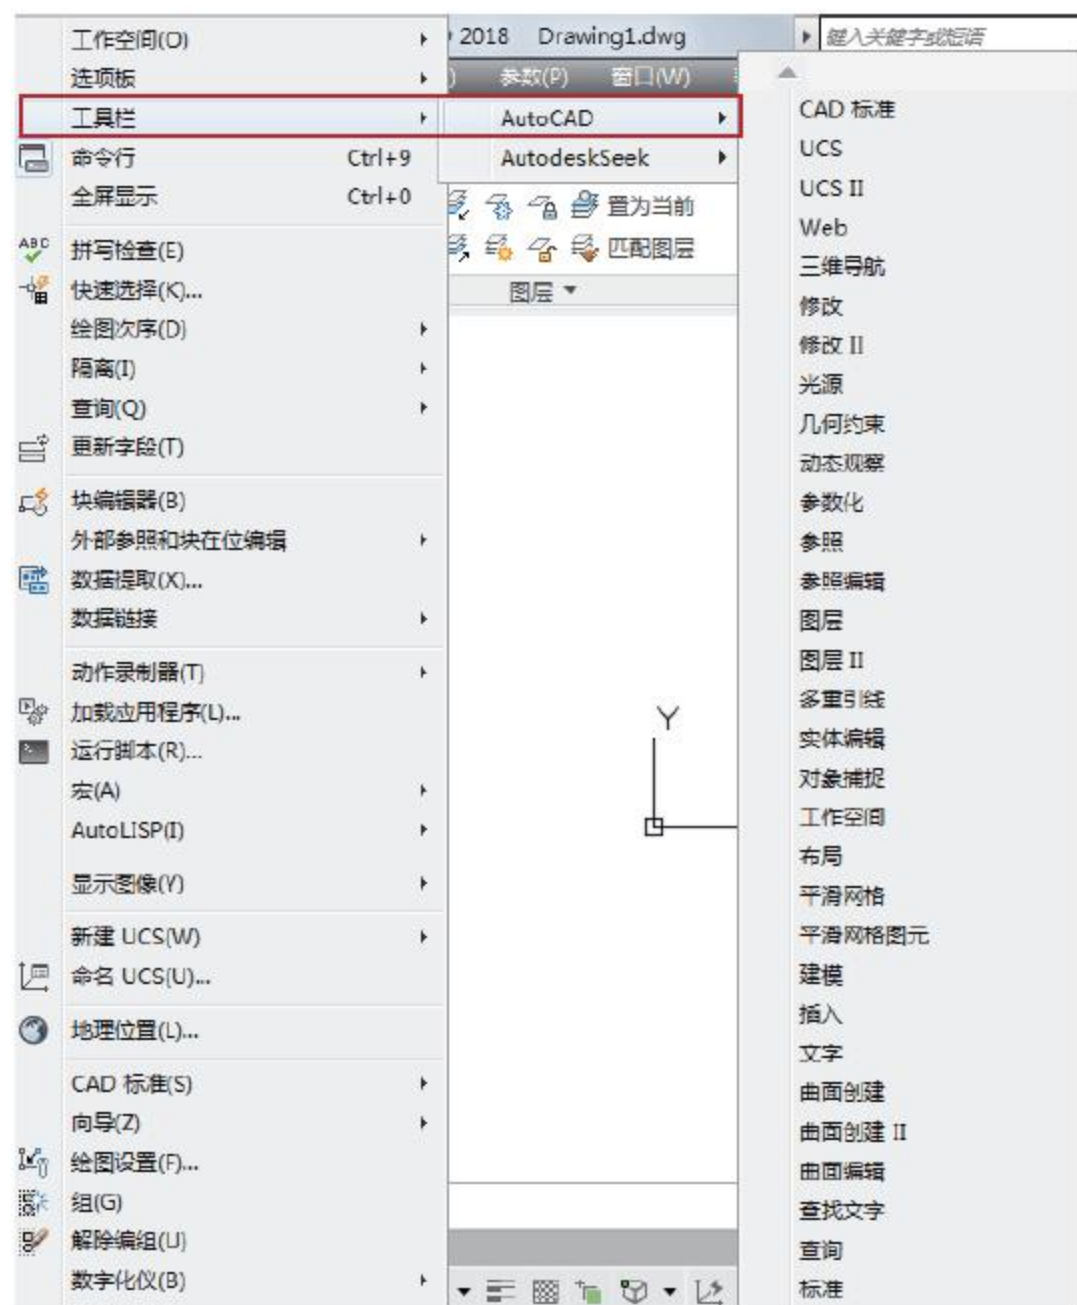 工作空间(O)
选项板
工具栏
命令行 Ctrl+9
全屏显示 Ctrl+0
ABC
拼写检查(E)
快速选择(K)...
绘图次序(D)
隔离(I)
查询(Q)
更新字段(T)
块编辑器(B)
外部参照和块在位编辑
数据提取(X)...
数据链接
动作录制器(T)
加载应用程序(L)...
运行脚本(R)...
宏(A)
AutoLISP(I)
显示图像(Y)
新建 UCS(W)
命名 UCS(U)...
地理位置(L)...
CAD 标准(S)
向导(Z)
绘图设置(F)...
组(G)
解除编组(U)
数字化仪(B)
2018 Drawing1.dwg
键入关键字或短语
参数(P) 窗口(W)
AutoCAD
AutodeskSeek
置为当前
匹配图层
图层
Y
CAD 标准
UCS
UCS II
Web
三维导航
修改
修改 II
光源
几何约束
动态观察
参数化
参照
参照编辑
图层
图层 II
多重引线
实体编辑
对象捕捉
工作空间
布局
平滑网格
平滑网格图元
建模
插入
文字
曲面创建
曲面创建 II
曲面编辑
查找文字
查询
标准